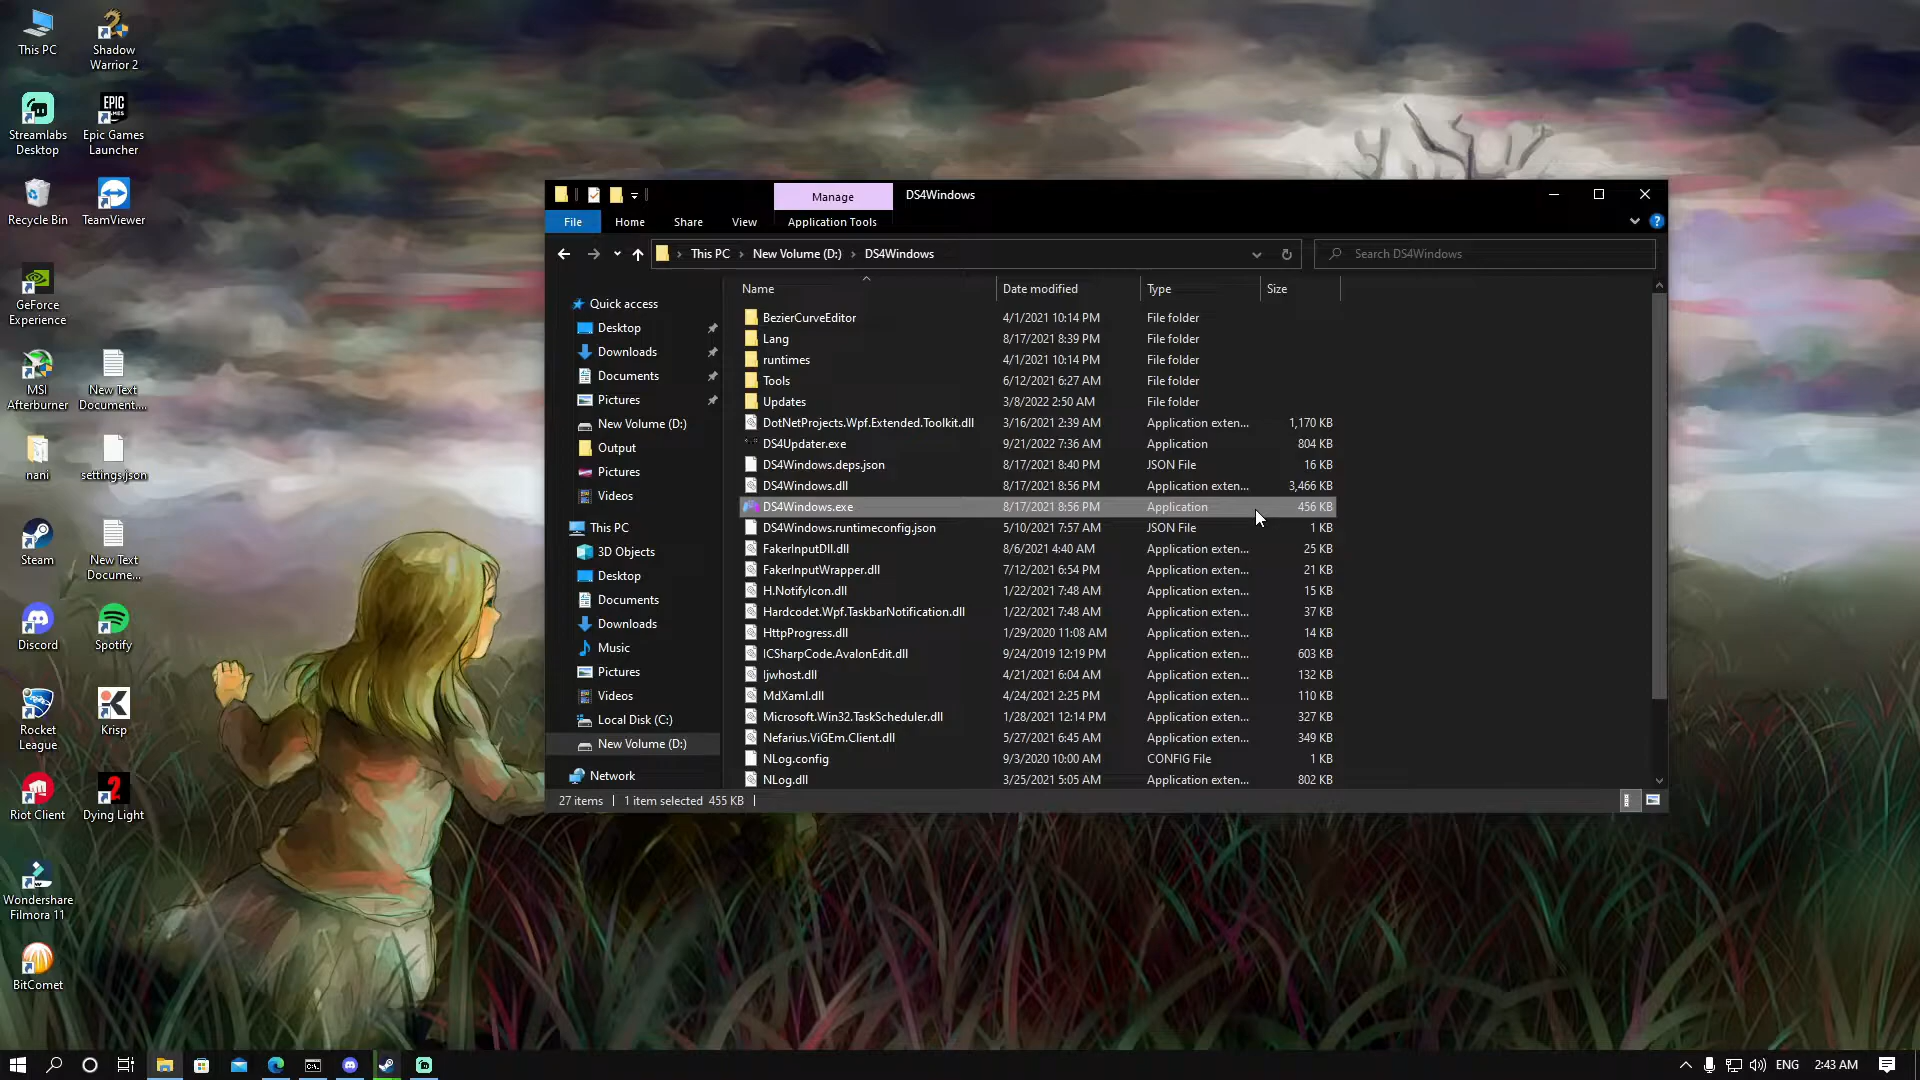 This PC
Shadow
Warrior 2
Streamlabs
Desktop
EPIC
GAMES
Epic Games
Launcher
Recycle Bin
TeamViewer
GeForce
Experience
MSI
Afterburner
New Text
Document....
nani
settings.json
Steam
New Text
Docume...
Discord
Spotify
Rocket
League
Krisp
Riot Client
Dying Light
Wondershare
Filmora 11
BitComet
Manage
DS4Windows
File
Home
Share
View
Application Tools
This PC
New Volume (D:)
DS4Windows
Search DS4Windows
Name
Date modified
Type
Size
Quick access
Desktop
Downloads
Documents
Pictures
New Volume (D:)
Output
Pictures
Videos
This PC
3D Objects
Desktop
Documents
Downloads
Music
Pictures
Videos
Local Disk (C:)
New Volume (D:)
Network
BezierCurveEditor 4/1/2021 10:14 PM File folder
Lang 8/17/2021 8:39 PM File folder
runtimes 4/1/2021 10:14 PM File folder
Tools 6/12/2021 6:27 AM File folder
Updates 3/8/2022 2:50 AM File folder
DotNetProjects.Wpf.Extended.Toolkit.dll 3/16/2021 2:39 AM Application exten... 1,170 KB
DS4Updater.exe 9/21/2022 7:36 AM Application 804 KB
DS4Windows.deps.json 8/17/2021 8:40 PM JSON File 16 KB
DS4Windows.dll 8/17/2021 8:56 PM Application exten... 3,466 KB
DS4Windows.exe 8/17/2021 8:56 PM Application 456 KB
DS4Windows.runtimeconfig.json 5/10/2021 7:57 AM JSON File 1 KB
FakerInputDll.dll 8/6/2021 4:40 AM Application exten... 25 KB
FakerInputWrapper.dll 7/12/2021 6:54 PM Application exten... 21 KB
H.NotifyIcon.dll 1/22/2021 7:48 AM Application exten... 15 KB
Hardcodet.Wpf.TaskbarNotification.dll 1/22/2021 7:48 AM Application exten... 37 KB
HttpProgress.dll 1/29/2020 11:08 AM Application exten... 14 KB
ICSharpCode.AvalonEdit.dll 9/24/2019 12:19 PM Application exten... 603 KB
Ijwhost.dll 4/21/2021 6:04 AM Application exten... 132 KB
MdXaml.dll 4/24/2021 2:25 PM Application exten... 110 KB
Microsoft.Win32.TaskScheduler.dll 1/28/2021 12:14 PM Application exten... 327 KB
Nefarius.ViGEm.Client.dll 5/27/2021 6:45 AM Application exten... 349 KB
NLog.config 9/3/2020 10:00 AM CONFIG File 1 KB
NLog.dll 3/25/2021 5:05 AM Application exten... 802 KB
27 items
1 item selected 455 KB
ENG
2:43 AM